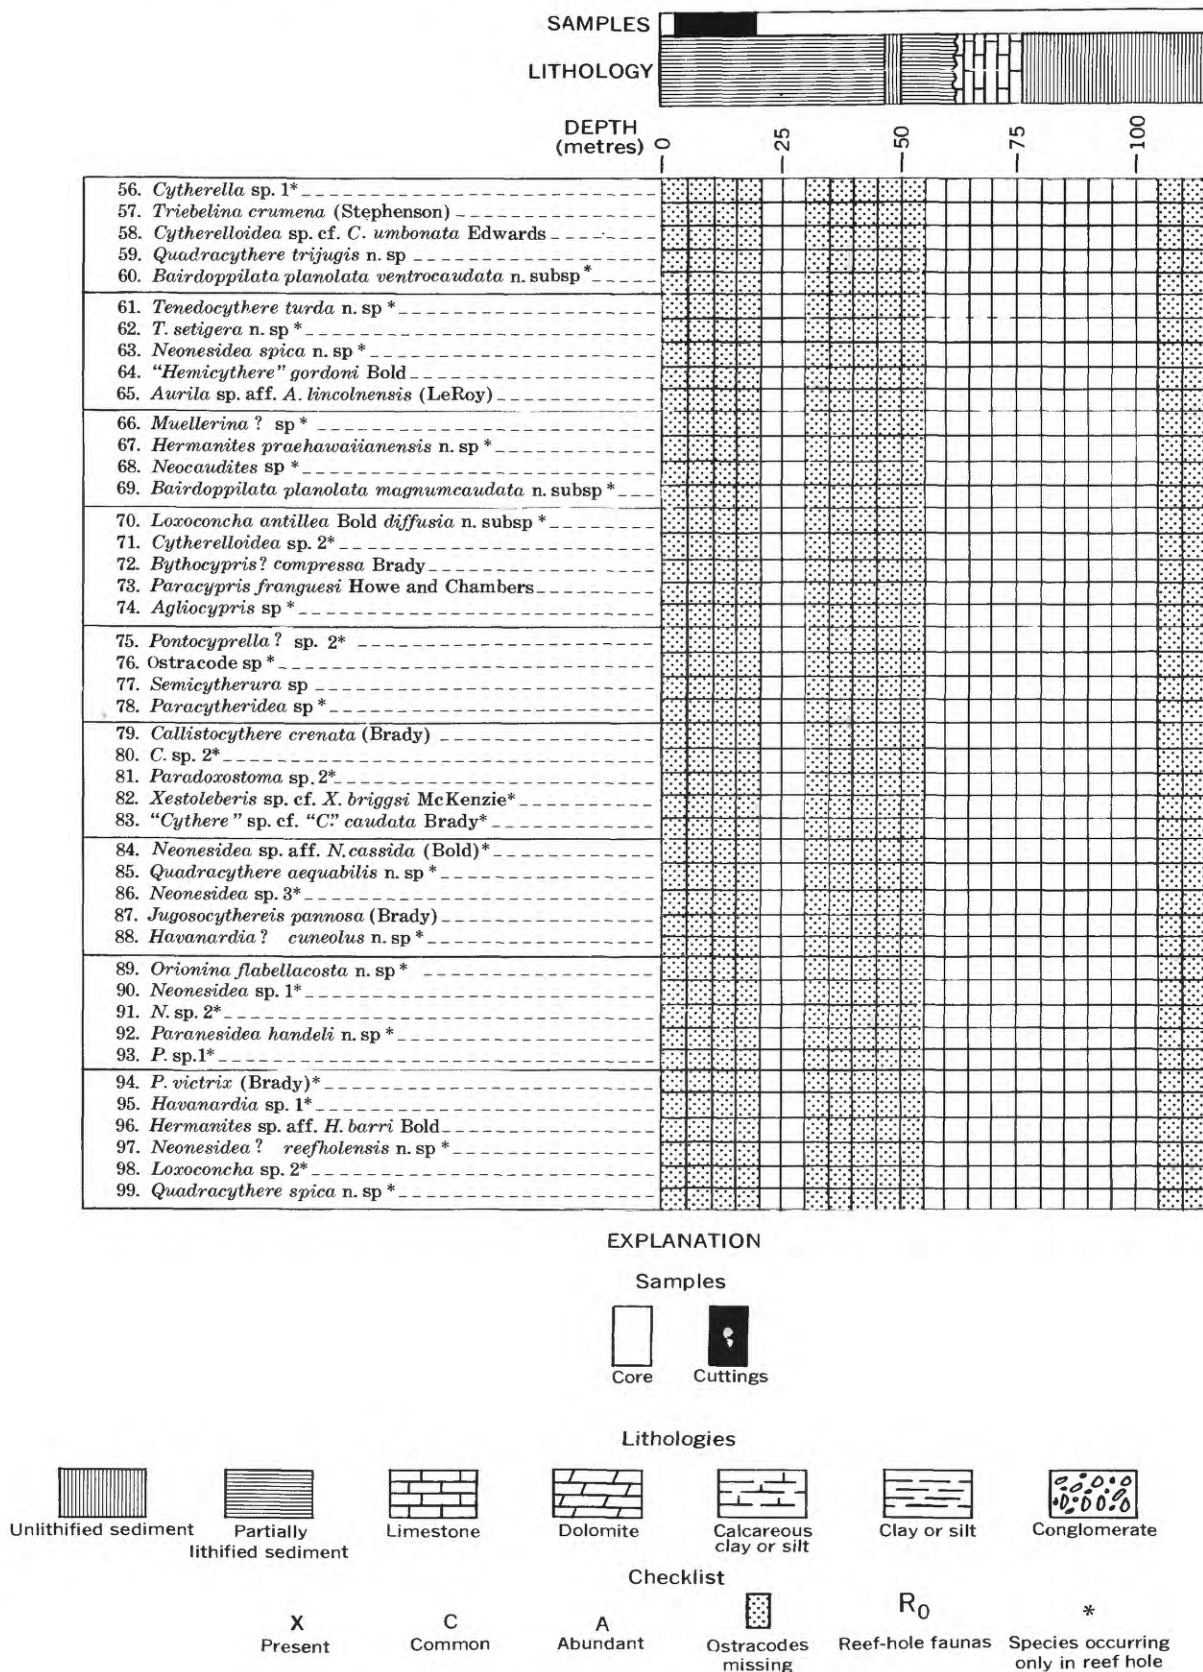 SAMPLES
LITHOLOGY
DEPTH
(metres)
0
25
50
75
100
56. Cytherella sp. 1*
57. Triebelina crumena (Stephenson)
58. Cytherelloidea sp. cf. C. umbonata Edwards
59. Quadracythere trijugis n. sp
60. Bairdoppilata planolata ventrocaudata n. subsp *
61. Tenedocythere turda n. sp *
62. T. setigera n. sp *
63. Neonesidea spica n. sp *
64. "Hemicythere" gordoni Bold
65. Aurila sp. aff. A. lincolnensis (LeRoy)
66. Muellerina ? sp *
67. Hermanites praehawaiianensis n. sp *
68. Neocaudites sp *
69. Bairdoppilata planolata magnumcaudata n. subsp *
70. Loxoconcha antillea Bold diffusia n. subsp *
71. Cytherelloidea sp. 2*
72. Bythocypris? compressa Brady
73. Paracypris franguesi Howe and Chambers
74. Agliocypris sp *
75. Pontocyprella ? sp. 2*
76. Ostracode sp *
77. Semicytherura sp
78. Paracytheridea sp *
79. Callistocythere crenata (Brady)
80. C. sp. 2*
81. Paradoxostoma sp. 2*
82. Xestoleberis sp. cf. X. briggsi McKenzie*
83. "Cythere" sp. cf. "C." caudata Brady*
84. Neonesidea sp. aff. N. cassida (Bold)*
85. Quadracythere aequabilis n. sp *
86. Neonesidea sp. 3*
87. Jugosocythereis pannosa (Brady)
88. Havanardia ? cuneolus n. sp *
89. Orionina flabellacosta n. sp *
90. Neonesidea sp. 1*
91. N. sp. 2*
92. Paranesidea handeli n. sp *
93. P. sp.1*
94. P. victrix (Brady)*
95. Havanardia sp. 1*
96. Hermanites sp. aff. H. barri Bold
97. Neonesidea ? reefholensis n. sp *
98. Loxoconcha sp. 2*
99. Quadracythere spica n. sp *
EXPLANATION
Samples
Core
Cuttings
Lithologies
Unlithified sediment
Partially
lithified sediment
Limestone
Dolomite
Calcareous
clay or silt
Clay or silt
Conglomerate
Checklist
X
Present
C
Common
A
Abundant
Ostracodes
missing
R0
Reef-hole faunas
*
Species occurring
only in reef hole